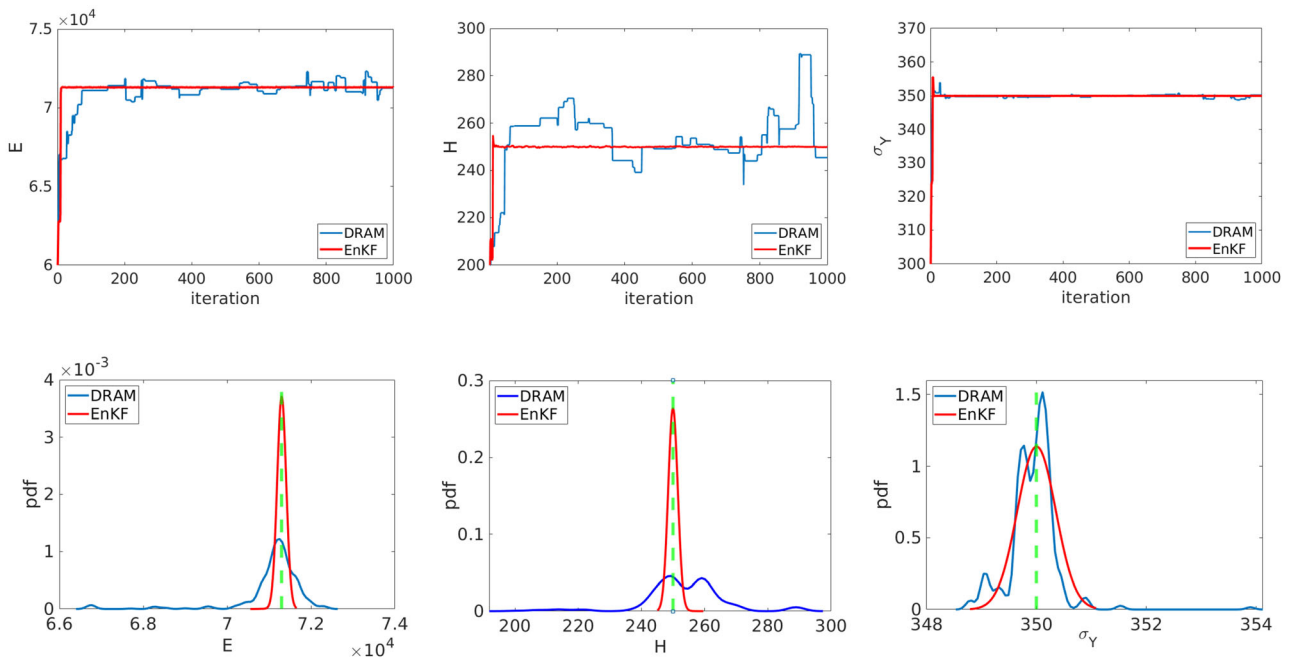 ×10⁴
7.5
7
6.5
6
E
0 200 400 600 800 1000
iteration
DRAM
EnKF
300
280
260
240
220
200
H
200 400 600 800 1000
iteration
DRAM
EnKF
370
360
350
340
330
320
310
300
σY
0 200 400 600 800 1000
iteration
DRAM
EnKF
×10⁻³
4
3
2
1
0
pdf
DRAM
EnKF
6.6 6.8 7 7.2 7.4
E
×10⁴
0.3
0.2
0.1
0
pdf
DRAM
EnKF
200 220 240 260 280 300
H
1.5
1
0.5
0
pdf
DRAM
EnKF
348 350 352 354
σY